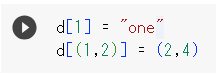 d[1] = "one"
d[(1,2)] = (2,4)